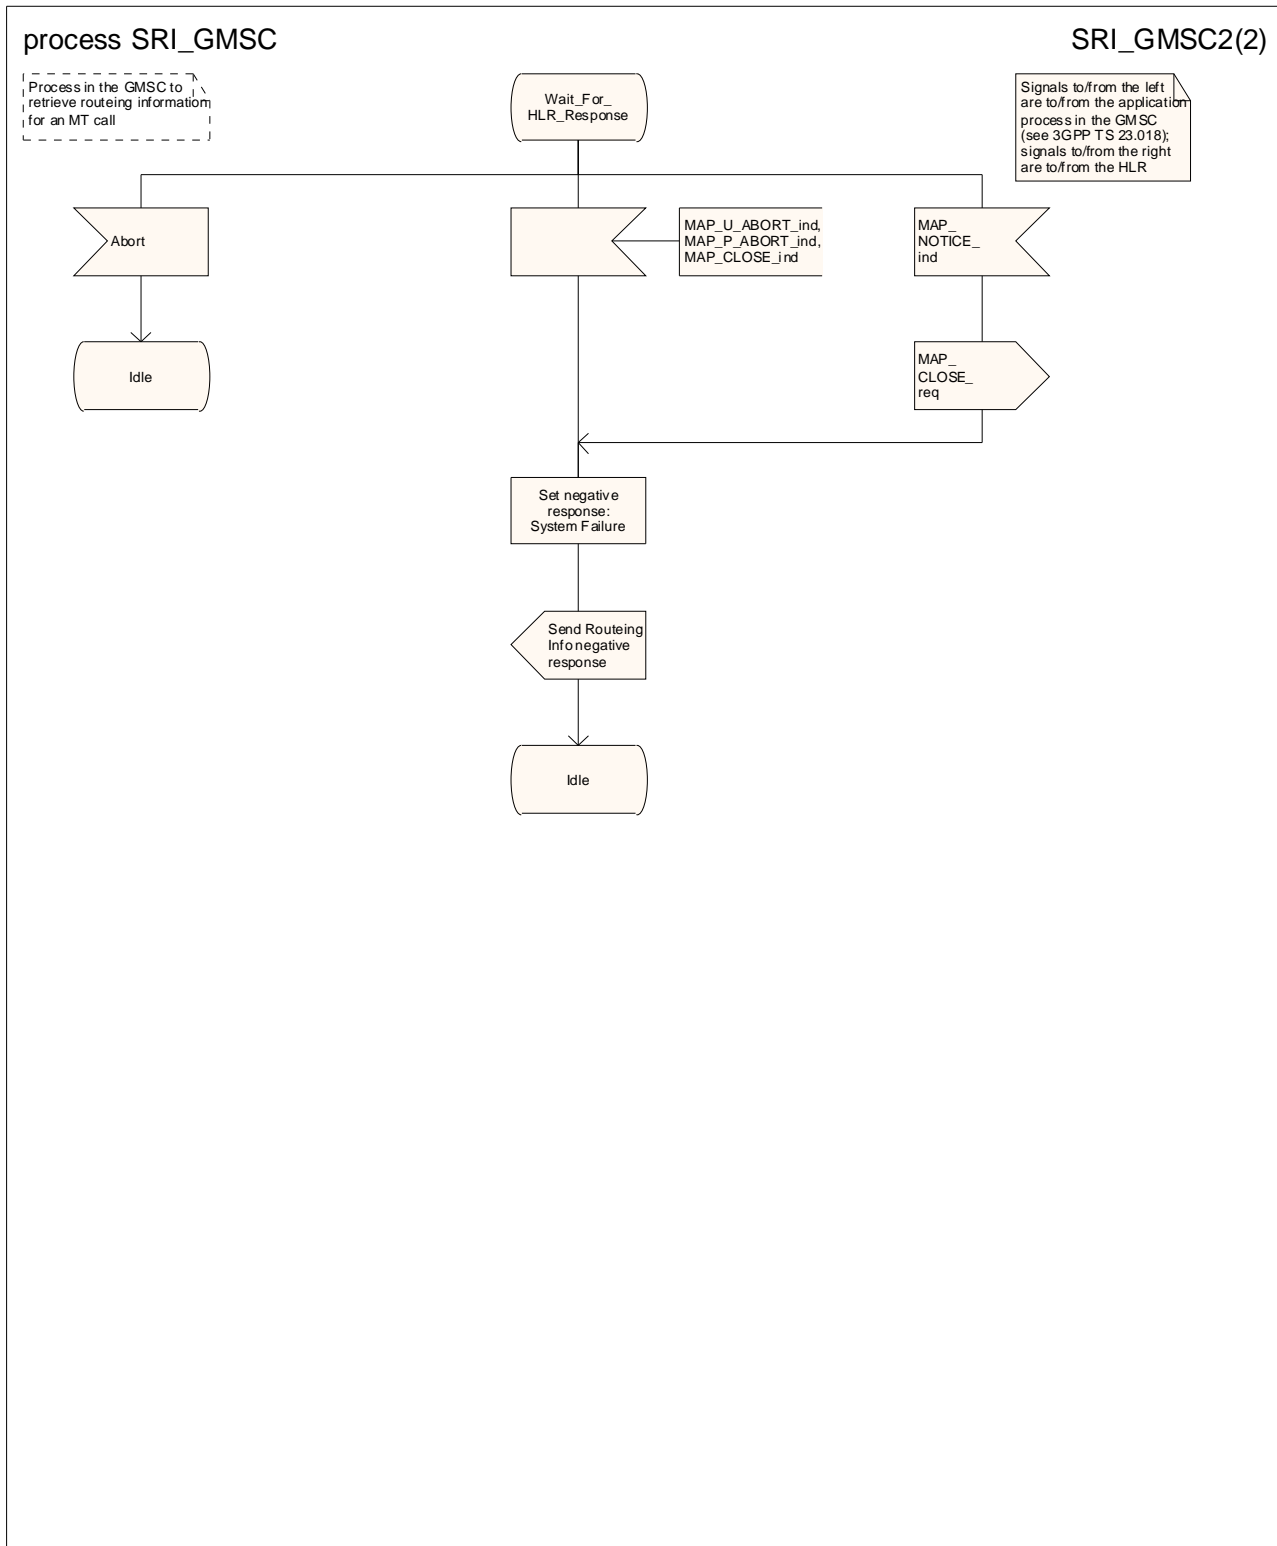 process SRI_GMSC
SRI_GMSC2(2)
Process in the GMSC to
retrieve routeing information
for an MT call
Wait_For_
HLR_Response
Signals to/from the left
are to/from the application
process in the GMSC
(see 3GPP TS 23.018);
signals to/from the right
are to/from the HLR
Abort
MAP_U_ABORT_ind,
MAP_P_ABORT_ind,
MAP_CLOSE_ind
MAP_
NOTICE_
ind
Idle
MAP_
CLOSE_
req
Set negative
response:
System Failure
Send Routeing
Info negative
response
Idle